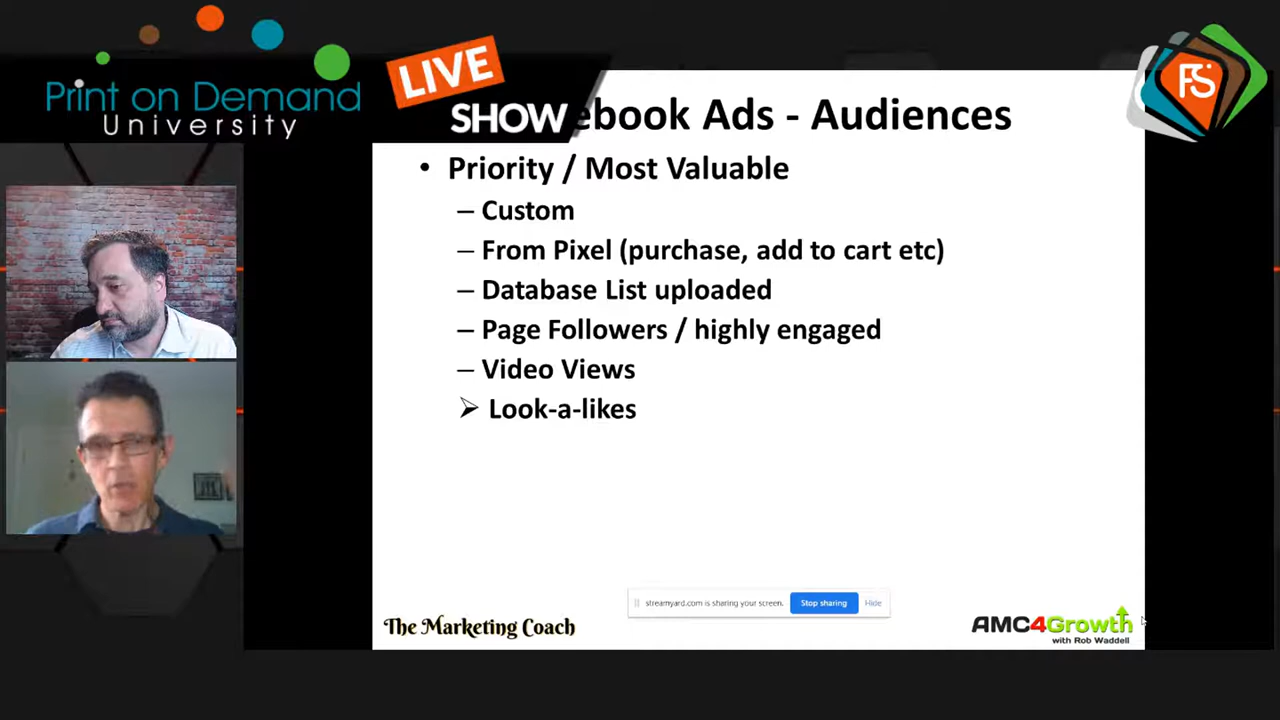 Print on Demand
University
LIVE
SHOW
FS
ebook Ads - Audiences
• Priority / Most Valuable
– Custom
– From Pixel (purchase, add to cart etc)
– Database List uploaded
– Page Followers / highly engaged
– Video Views
➢ Look-a-likes
streamyard.com is sharing your screen. Stop sharing Hide
The Marketing Coach
AMC4Growth
with Rob Waddell